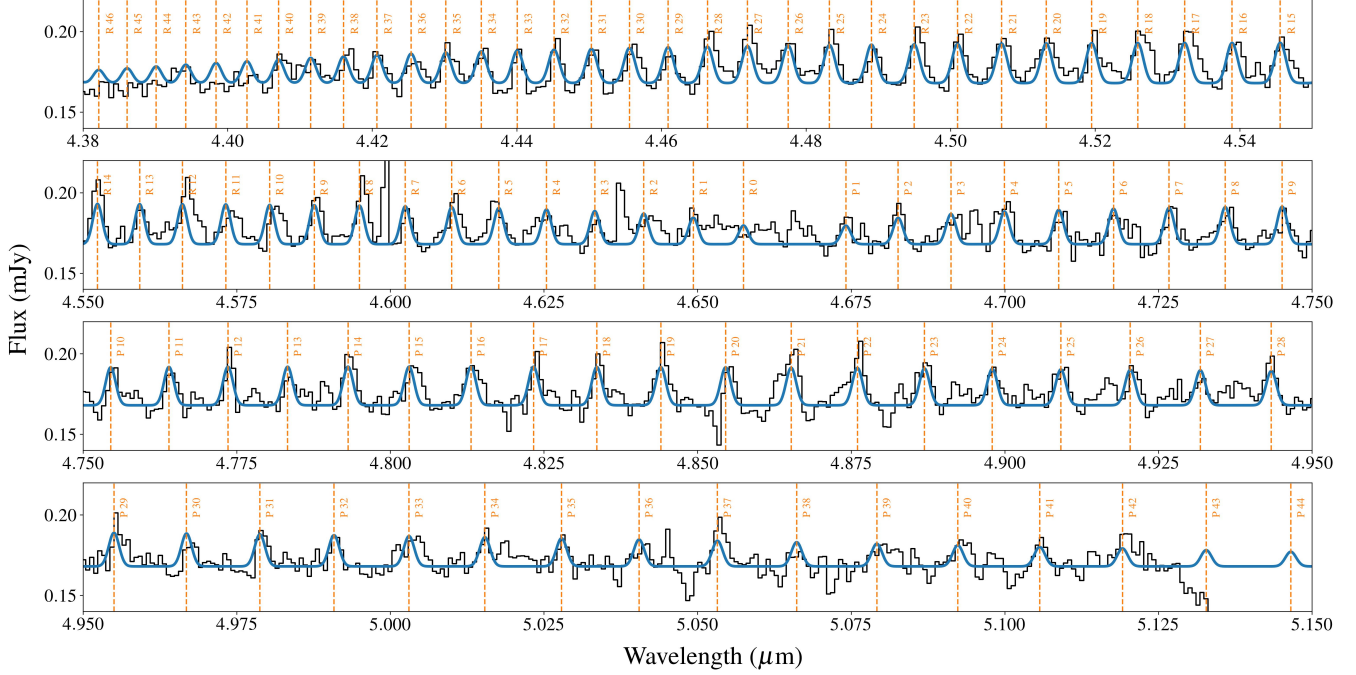 R 46 R 45 R 44 R 43 R 42 R 41 R 40 R 39 R 38 R 37 R 36 R 35 R 34 R 33 R 32 R 31 R 30 R 29 R 28 R 27 R 26 R 25 R 24 R 23 R 22 R 21 R 20 R 19 R 18 R 17 R 16 R 15
0.20
0.15
4.38 4.40 4.42 4.44 4.46 4.48 4.50 4.52 4.54
R 14 R 13 R 12 R 11 R 10 R 9 R 8 R 7 R 6 R 5 R 4 R 3 R 2 R 1 R 0 P 1 P 2 P 3 P 4 P 5 P 6 P 7 P 8 P 9
0.20
0.15
4.550 4.575 4.600 4.625 4.650 4.675 4.700 4.725 4.750
Flux (mJy)
P 10 P 11 P 12 P 13 P 14 P 15 P 16 P 17 P 18 P 19 P 20 P 21 P 22 P 23 P 24 P 25 P 26 P 27 P 28
0.20
0.15
4.750 4.775 4.800 4.825 4.850 4.875 4.900 4.925 4.950
P 29 P 30 P 31 P 32 P 33 P 34 P 35 P 36 P 37 P 38 P 39 P 40 P 41 P 42 P 43 P 44
0.20
0.15
4.950 4.975 5.000 5.025 5.050 5.075 5.100 5.125 5.150
Wavelength (μm)